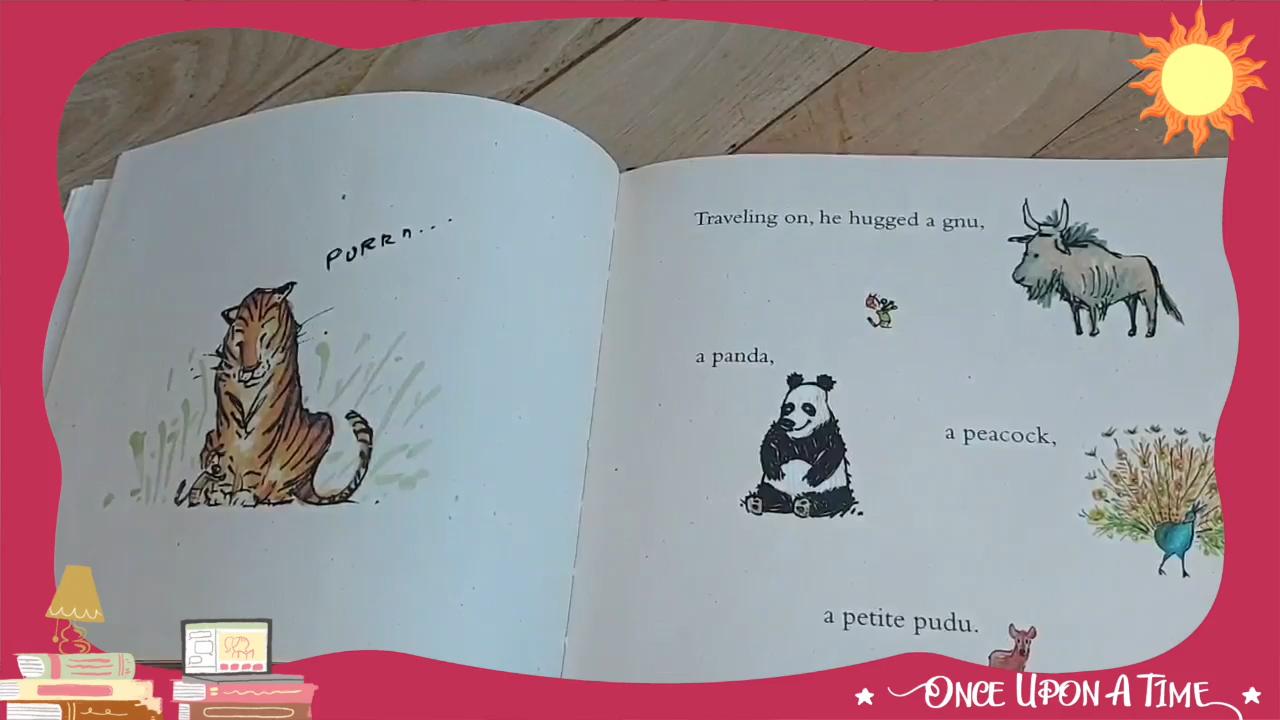 PURRR...
Traveling on, he hugged a gnu,
a panda,
a peacock,
a petite pudu.
ONCE UPON A TIME